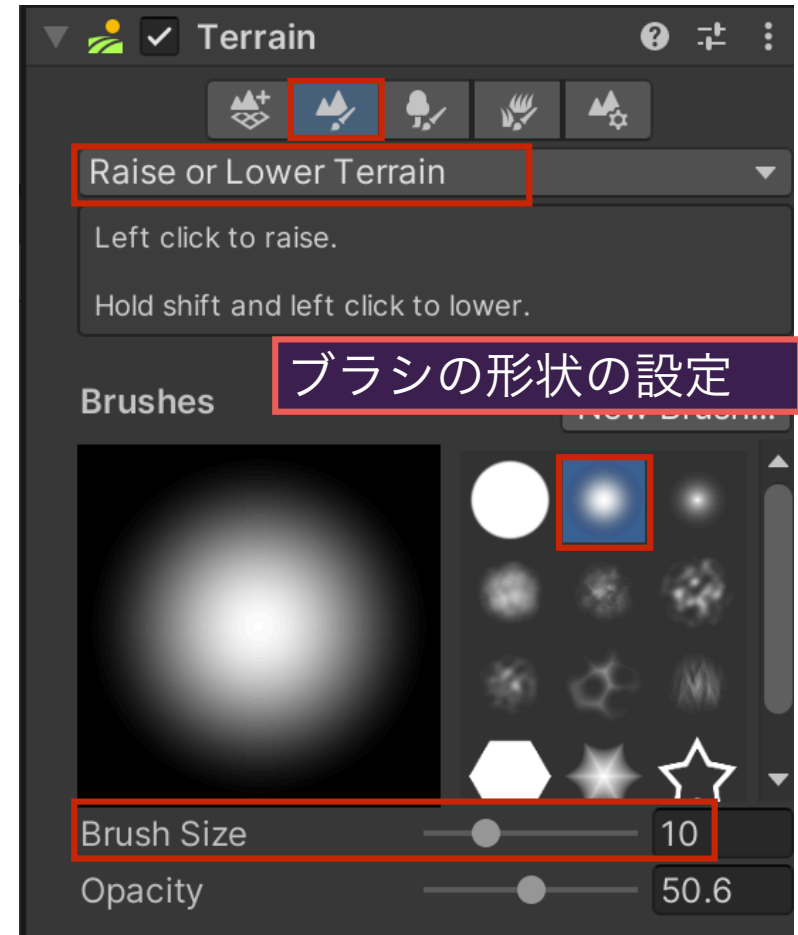 Terrain
Raise or Lower Terrain
Left click to raise.
Hold shift and left click to lower.
ブラシの形状の設定
Brushes
Brush Size
10
Opacity
50.6